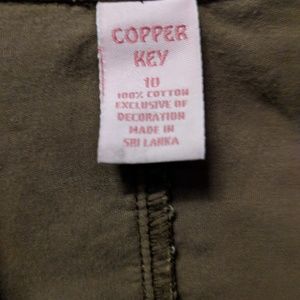 COPPER
KEY
10
100% COTTON
EXCLUSIVE OF
DECORATION
MADE IN
SRI LANKA